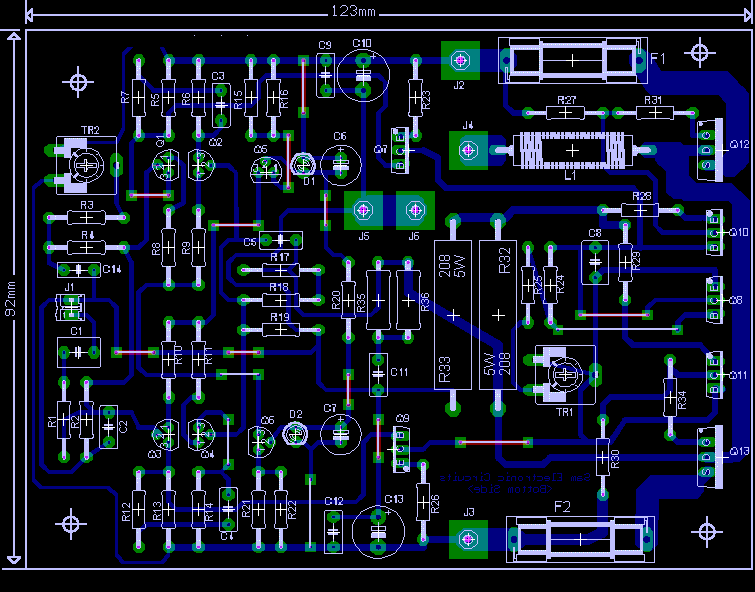 123mm
C9
C10
F1
R7
R5
R6
C3
R15
R16
R23
J2
R27
R31
TR2
Q1
Q2
Q5
D1
C6
Q7
J4
L1
Q12
S D G
R3
R4
J5
J6
R28
Q10
B C E
C5
R8
R9
R17
R18
R19
208
5W
R32
C8
R29
C14
J1
R20
R35
R36
R25
R24
Q8
92mm
C1
R10
R11
C11
R33
5W
208
TR1
Q11
R34
R1
R2
C2
Q3
Q4
Q6
D2
C7
Q9
Q13
S D G
R30
R12
R13
R14
C4
R21
R22
C12
C13
R26
J3
F2